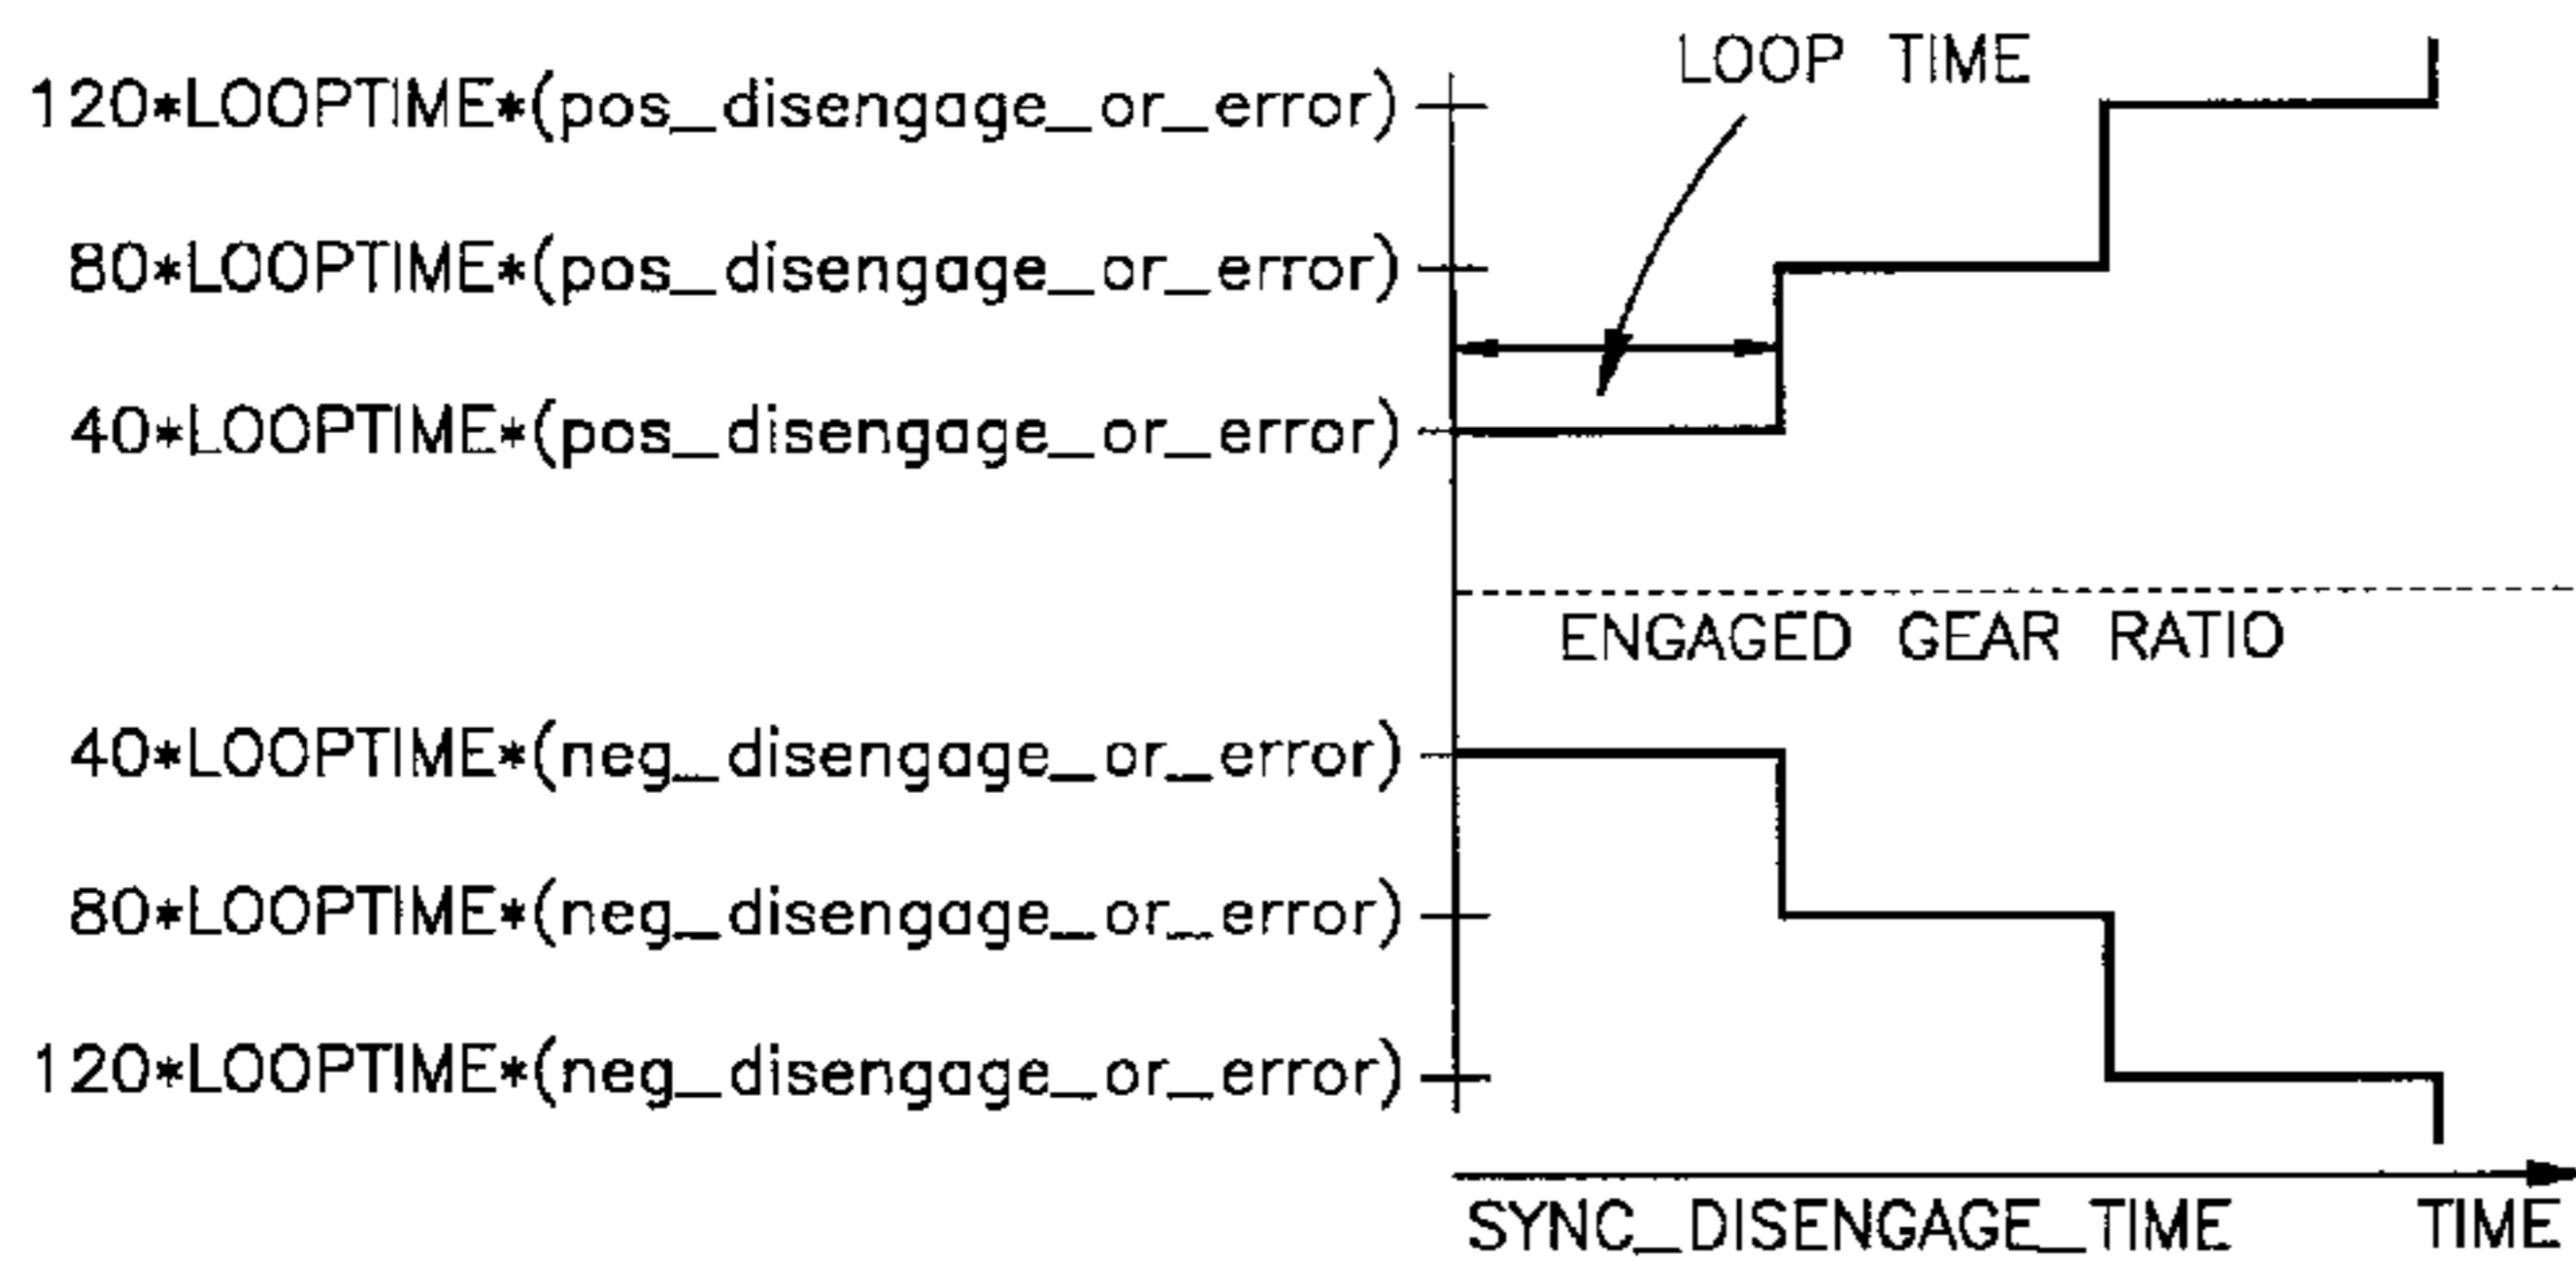 LOOP TIME
120*LOOPTIME*(pos_disengage_or_error)
80*LOOPTIME*(pos_disengage_or_error)
40*LOOPTIME*(pos_disengage_or_error)
ENGAGED GEAR RATIO
40*LOOPTIME*(neg_disengage_or_error)
80*LOOPTIME*(neg_disengage_or_error)
120*LOOPTIME*(neg_disengage_or_error)
SYNC_DISENGAGE_TIME TIME